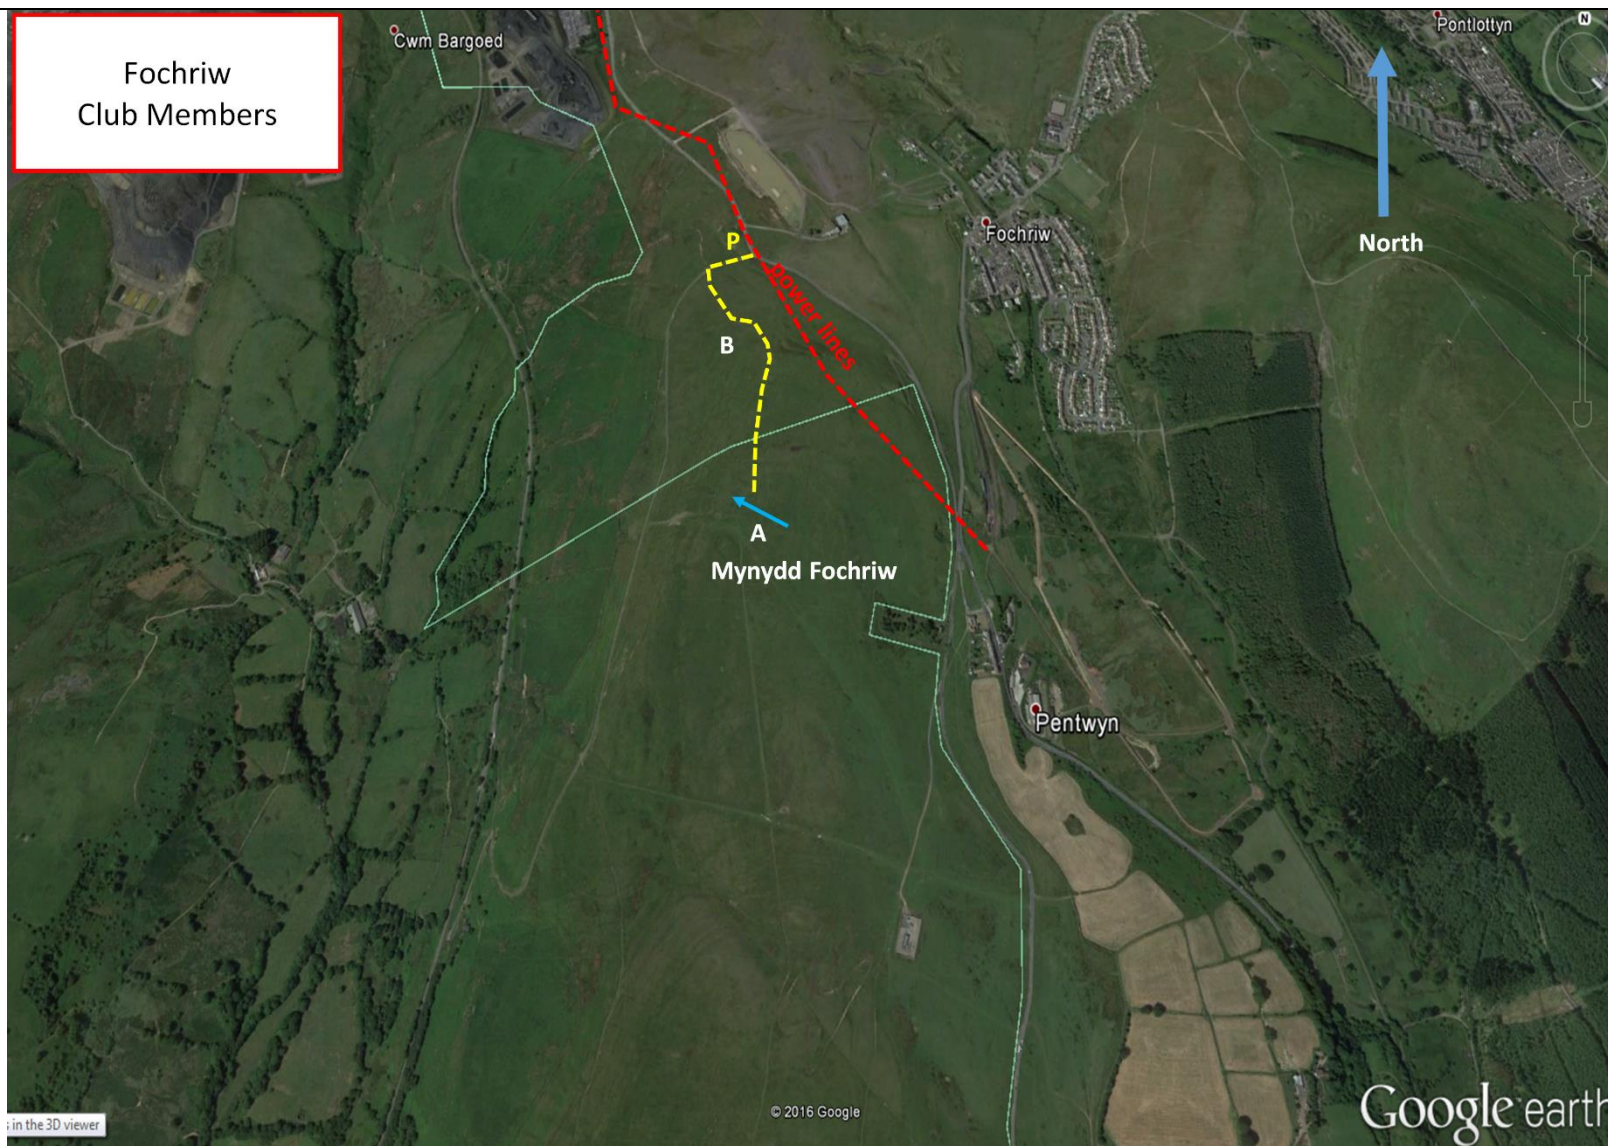 Fochriw
Club Members
Cwm Bargoed
Pontlottyn
N
North
Fochriw
P
power lines
B
A
Mynydd Fochriw
Pentwyn
© 2016 Google
Google earth
s in the 3D viewer